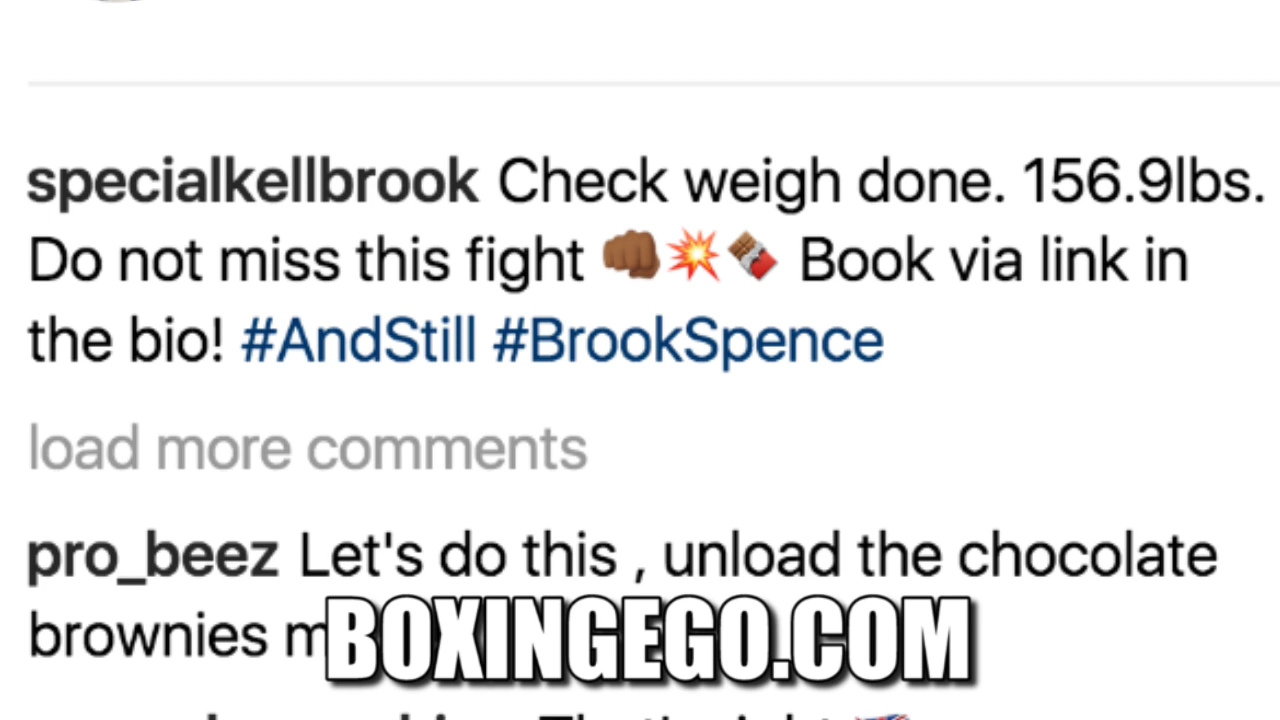 specialkellbrook Check weigh done. 156.9lbs.
Do not miss this fight 👊🏾💥🍫 Book via link in
the bio! #AndStill #BrookSpence
load more comments
pro_beez Let's do this , unload the chocolate
brownies
BOXINGEGO.COM